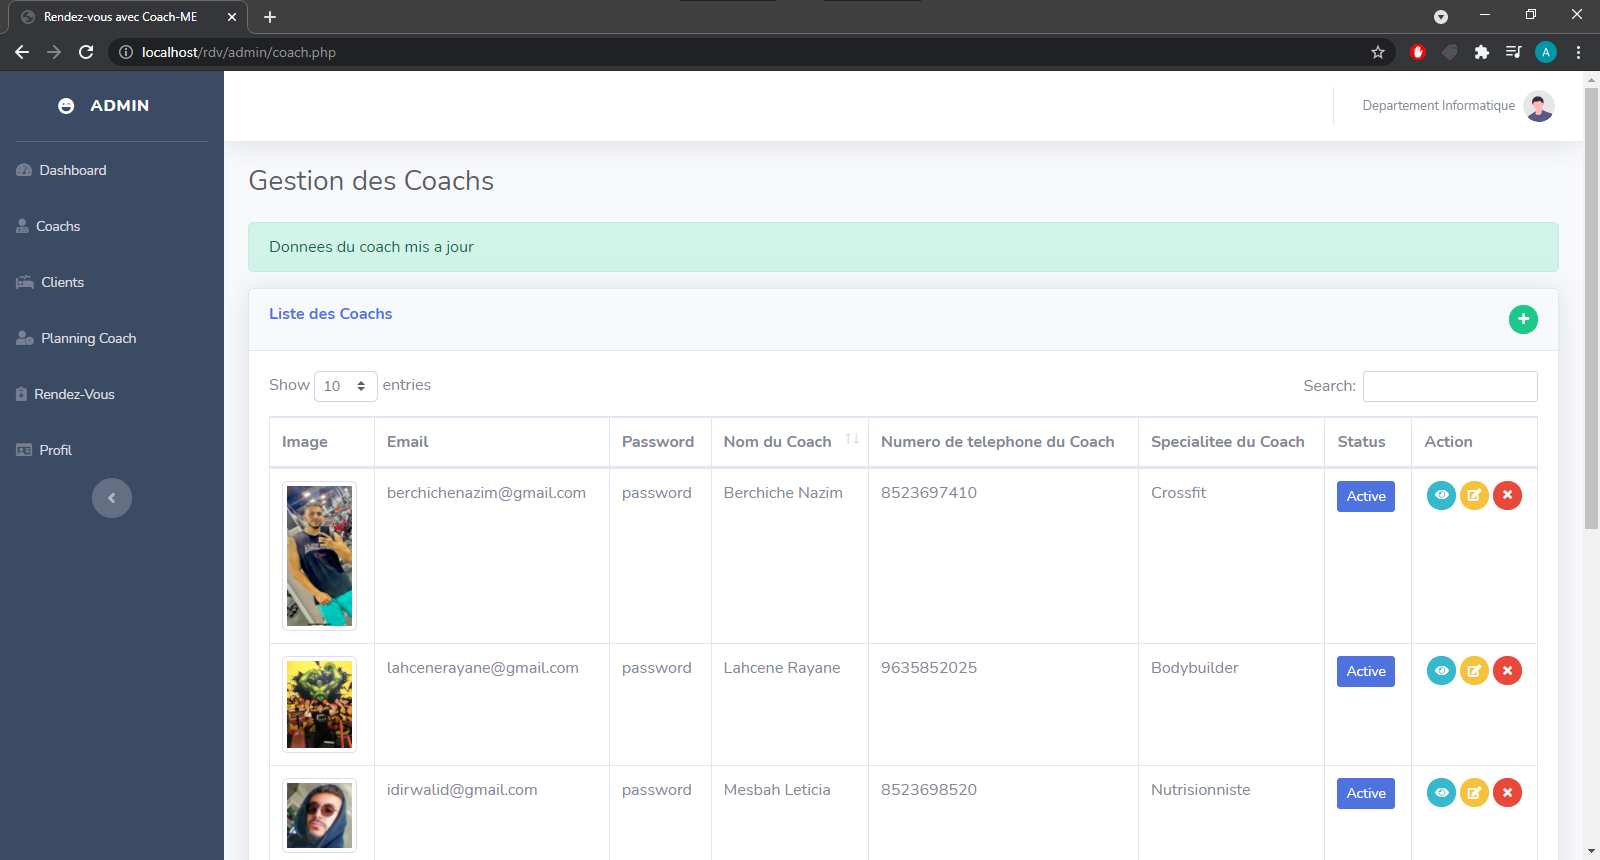 Rendez-vous avec Coach-ME
localhost/rdv/admin/coach.php
A
ADMIN
Departement Informatique
Dashboard
Coachs
Clients
Planning Coach
Rendez-Vous
Profil
Gestion des Coachs
Donnees du coach mis a jour
Liste des Coachs
Show 10 entries
Search:
Image Email Password Nom du Coach Numero de telephone du Coach Specialitee du Coach Status Action
berchichenazim@gmail.com password Berchiche Nazim 8523697410 Crossfit Active
lahcenerayane@gmail.com password Lahcene Rayane 9635852025 Bodybuilder Active
idirwalid@gmail.com password Mesbah Leticia 8523698520 Nutrisionniste Active